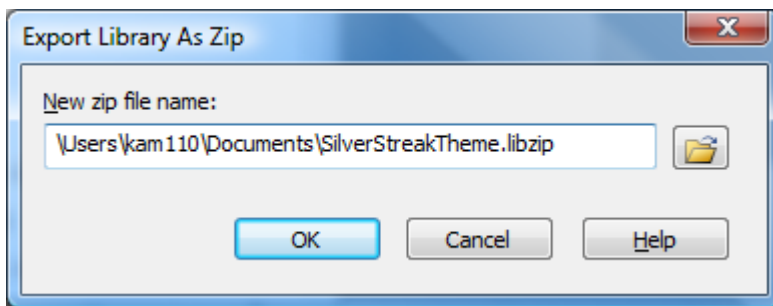 Export Library As Zip
New zip file name:
\Users\kam110\Documents\SilverStreakTheme.libzip
OK Cancel Help